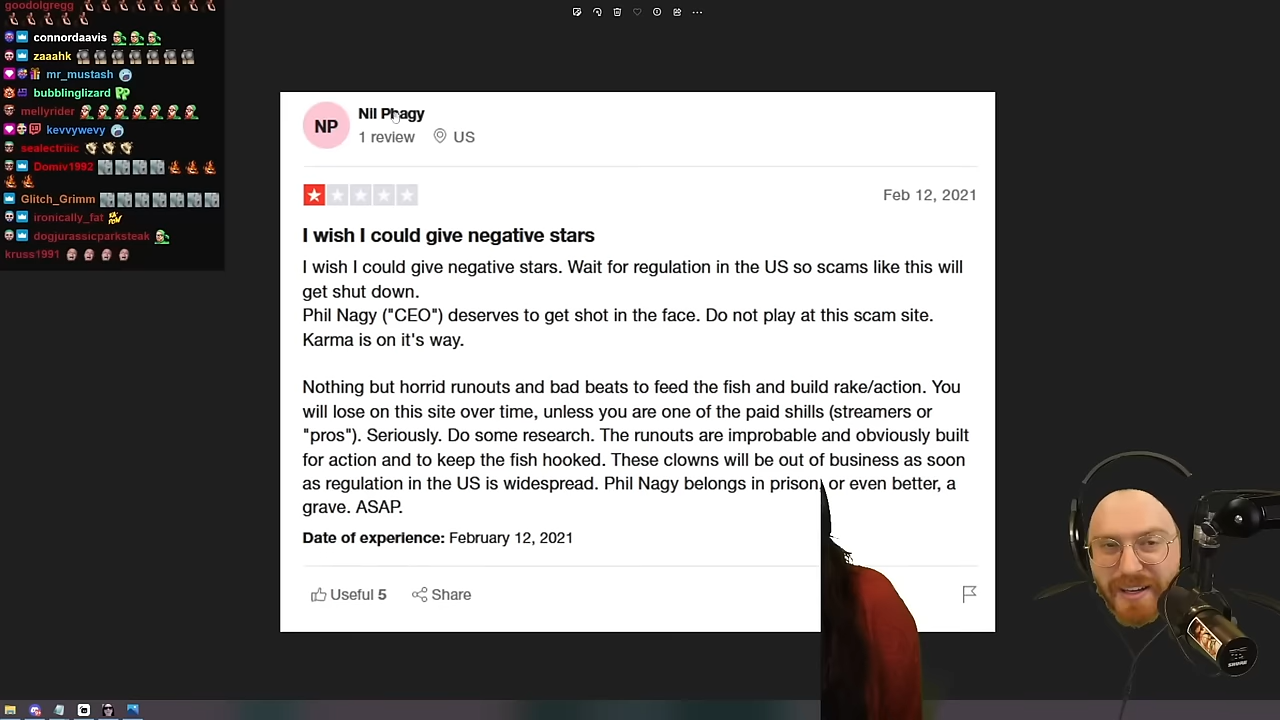 goodolgregg
connordaavis
zaaahk
mr_mustash
bubblinglizard
mellyrider
kevvywevy
sealectriiic
Domiv1992
Glitch_Grimm
ironically_fat
dogjurassicparksteak
kruss1991
NP
Nil Phagy
1 review US
Feb 12, 2021
I wish I could give negative stars
I wish I could give negative stars. Wait for regulation in the US so scams like this will
get shut down.
Phil Nagy ("CEO") deserves to get shot in the face. Do not play at this scam site.
Karma is on it's way.
Nothing but horrid runouts and bad beats to feed the fish and build rake/action. You
will lose on this site over time, unless you are one of the paid shills (streamers or
"pros"). Seriously. Do some research. The runouts are improbable and obviously built
for action and to keep the fish hooked. These clowns will be out of business as soon
as regulation in the US is widespread. Phil Nagy belongs in prison, or even better, a
grave. ASAP.
Date of experience: February 12, 2021
Useful 5 Share
SHURE